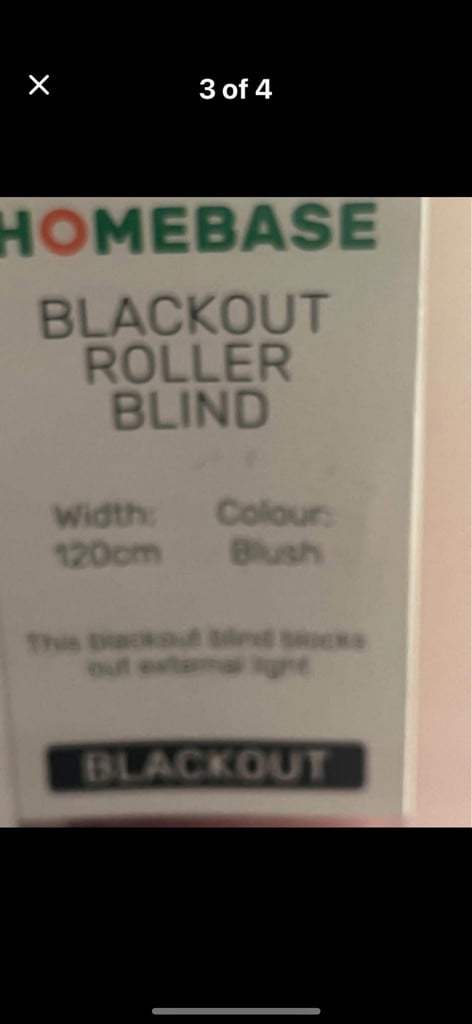 3 of 4
HOMEBASE
BLACKOUT
ROLLER
BLIND
Width: Colour:
120cm Blush
This blackout blind blocks
out external light
BLACKOUT